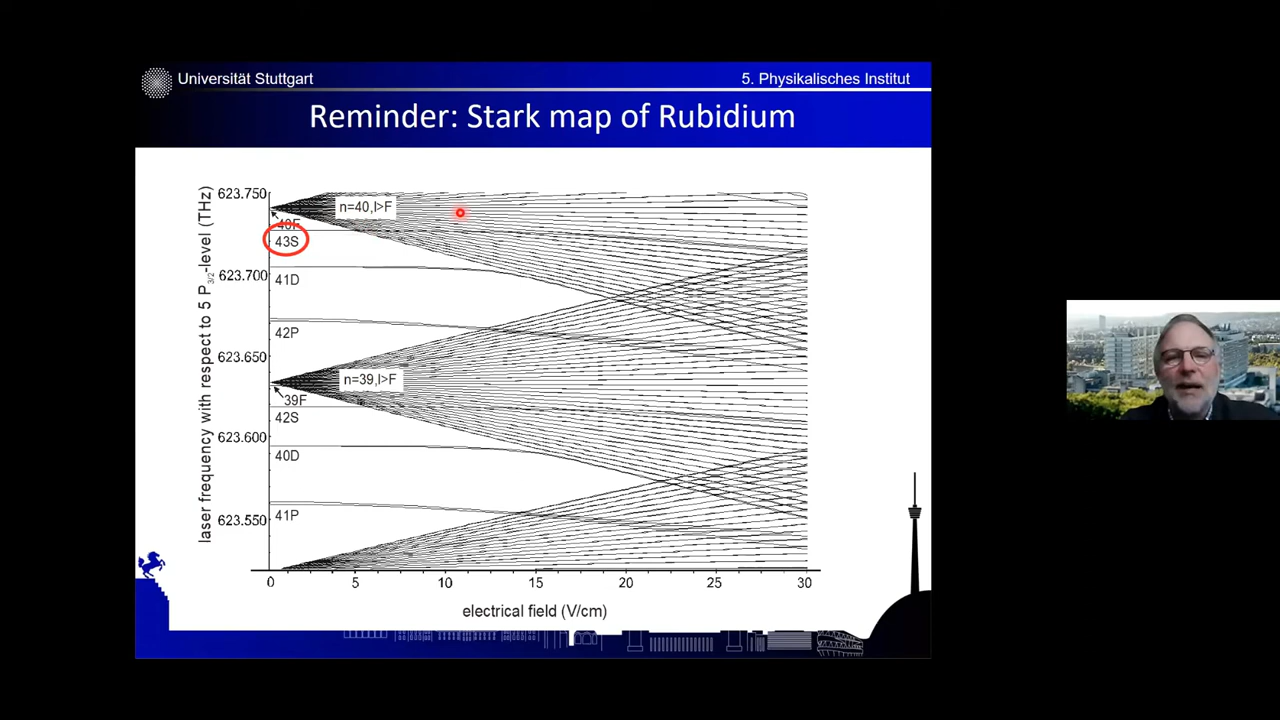 Universität Stuttgart
5. Physikalisches Institut
Reminder: Stark map of Rubidium
laser frequency with respect to 5 P3/2-level (THz)
623.750
623.700
623.650
623.600
623.550
n=40,l>F
40F
43S
41D
42P
n=39,l>F
39F
42S
40D
41P
0 5 10 15 20 25 30
electrical field (V/cm)